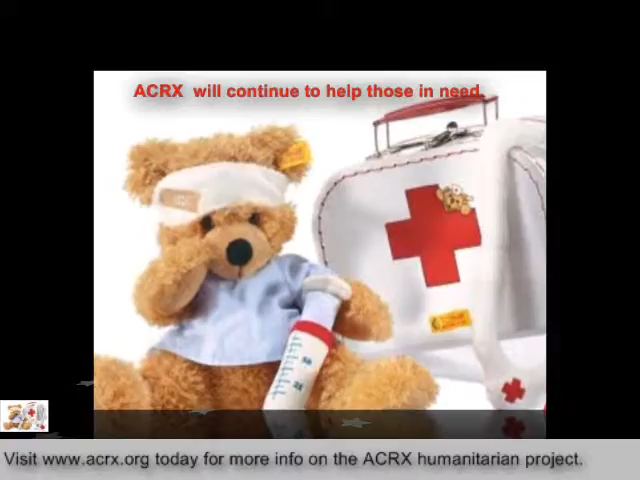 ACRX will continue to help those in need.
Visit www.acrx.org today for more info on the ACRX humanitarian project.